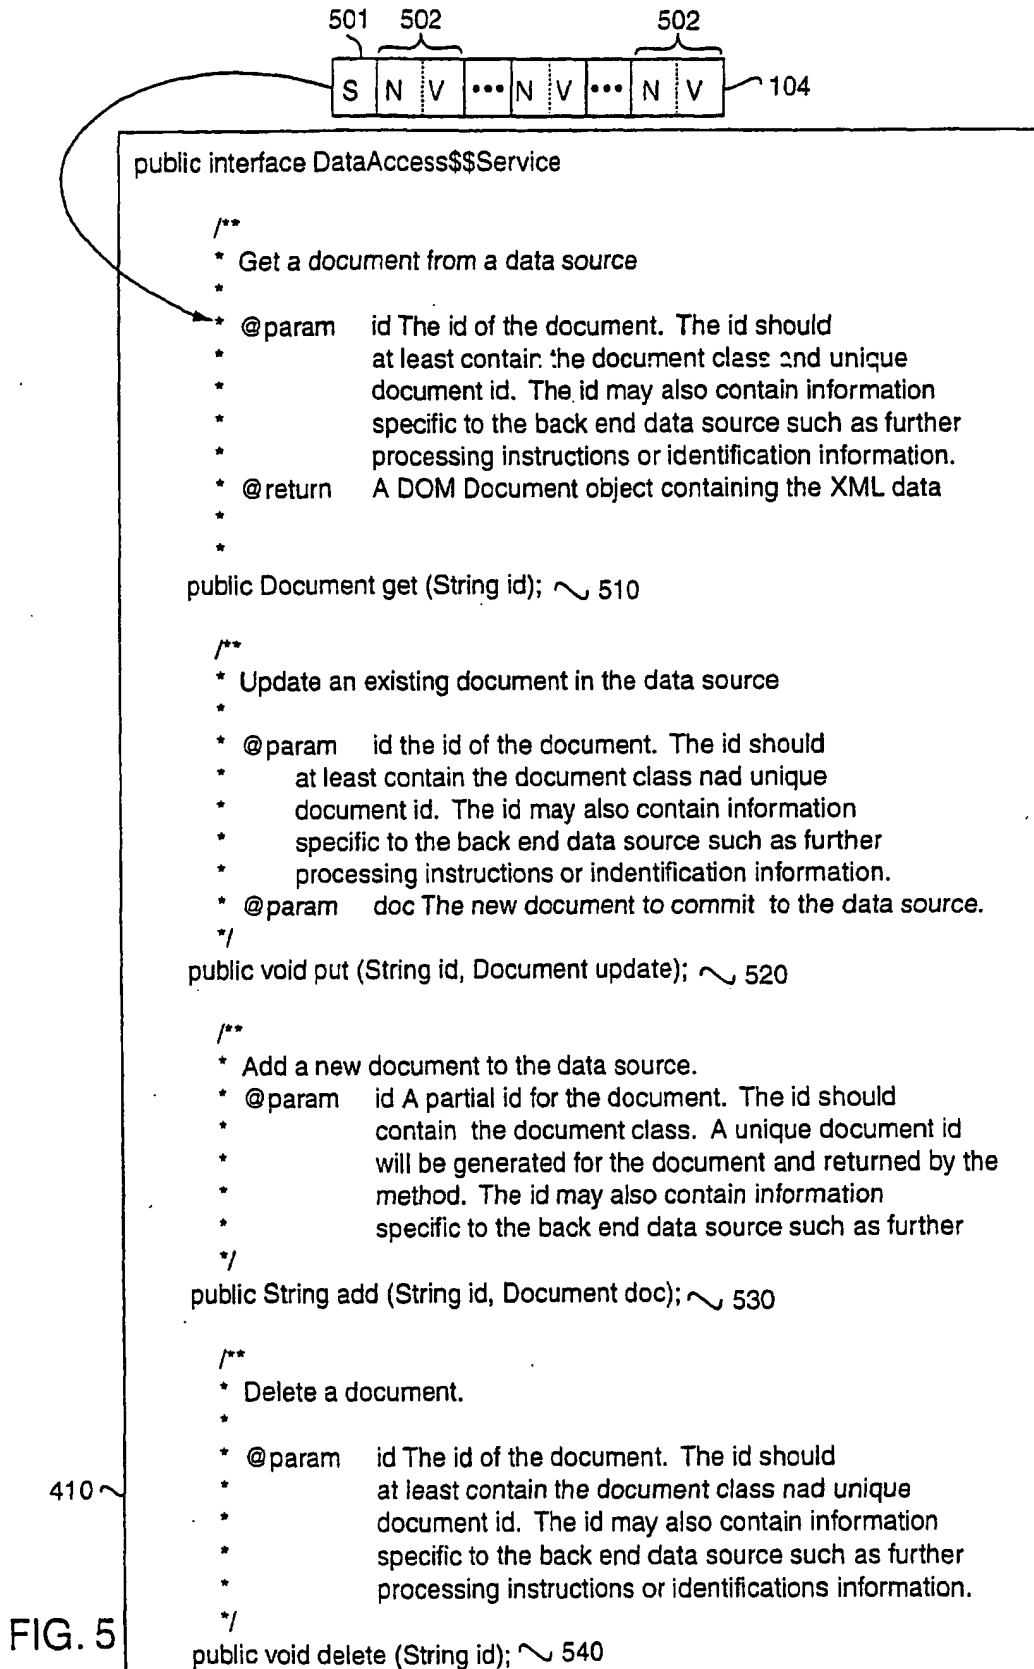 501 502 502
S N V ••• N V ••• N V 104
public interface DataAccess$$Service
/**
* Get a document from a data source
*
* @param id The id of the document. The id should
* at least contain the document class and unique
* document id. The id may also contain information
* specific to the back end data source such as further
* processing instructions or identification information.
* @return A DOM Document object containing the XML data
*
*
public Document get (String id); 510
/**
* Update an existing document in the data source
*
* @param id the id of the document. The id should
* at least contain the document class nad unique
* document id. The id may also contain information
* specific to the back end data source such as further
* processing instructions or indentification information.
* @param doc The new document to commit to the data source.
*/
public void put (String id, Document update); 520
/**
* Add a new document to the data source.
* @param id A partial id for the document. The id should
* contain the document class. A unique document id
* will be generated for the document and returned by the
* method. The id may also contain information
* specific to the back end data source such as further
*/
public String add (String id, Document doc); 530
/**
* Delete a document.
*
* @param id The id of the document. The id should
410 * at least contain the document class nad unique
* document id. The id may also contain information
* specific to the back end data source such as further
* processing instructions or identifications information.
*/
FIG. 5
public void delete (String id); 540